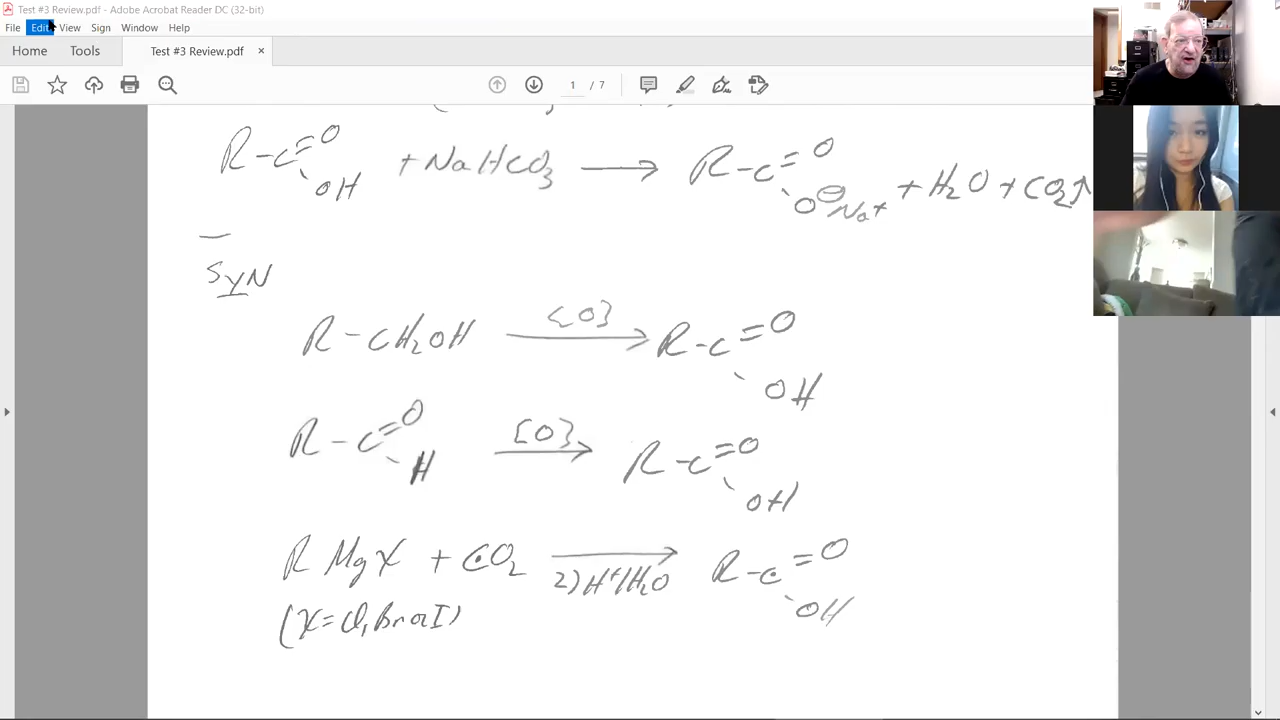 Test #3 Review.pdf - Adobe Acrobat Reader DC (32-bit)
File Edit View Sign Window Help
Home Tools Test #3 Review.pdf ×
1 / 7
R-C=O OH + NaHCO3 → R-C=O O⊖Na+ + H2O + CO2↑
SYN
R-CH2OH {O} → R-C=O OH
R-C=O H {O} → R-C=O OH
R MgX + CO2 → 2) H+/H2O R-C=O OH
(X=Cl, Br or I)